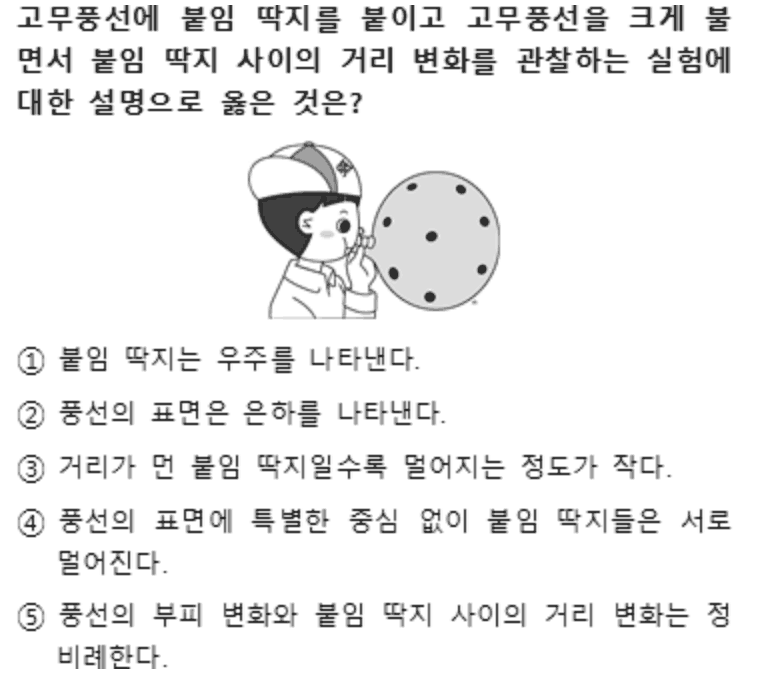 고무풍선에 붙임 딱지를 붙이고 고무풍선을 크게 불
면서 붙임 딱지 사이의 거리 변화를 관찰하는 실험에
대한 설명으로 옳은 것은?
① 붙임 딱지는 우주를 나타낸다.
② 풍선의 표면은 은하를 나타낸다.
③ 거리가 먼 붙임 딱지일수록 멀어지는 정도가 작다.
④ 풍선의 표면에 특별한 중심 없이 붙임 딱지들은 서로
멀어진다.
⑤ 풍선의 부피 변화와 붙임 딱지 사이의 거리 변화는 정
비례한다.